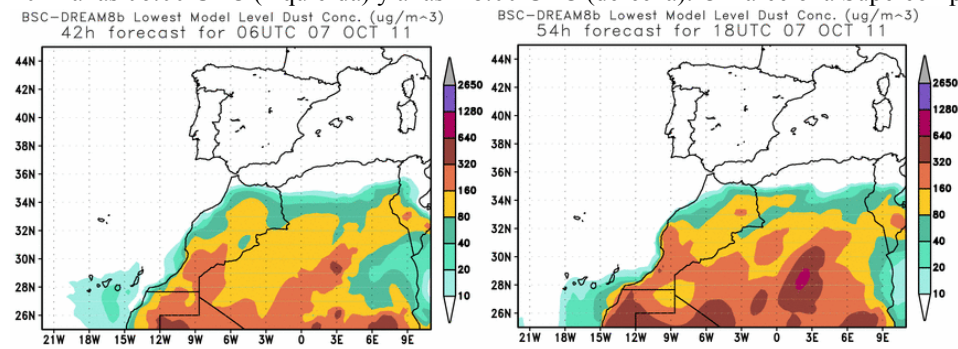 BSC-DREAM8b Lowest Model Level Dust Conc. (ug/m^3)
42h forecast for 06UTC 07 OCT 11
44N
42N
40N
38N
36N
34N
32N
30N
28N
26N
21W 18W 15W 12W 9W 6W 3W 0 3E 6E 9E
2650
1280
640
320
160
80
40
20
10
BSC-DREAM8b Lowest Model Level Dust Conc. (ug/m^3)
54h forecast for 18UTC 07 OCT 11
44N
42N
40N
38N
36N
34N
32N
30N
28N
26N
21W 18W 15W 12W 9W 6W 3W 0 3E 6E 9E
2650
1280
640
320
160
80
40
20
10